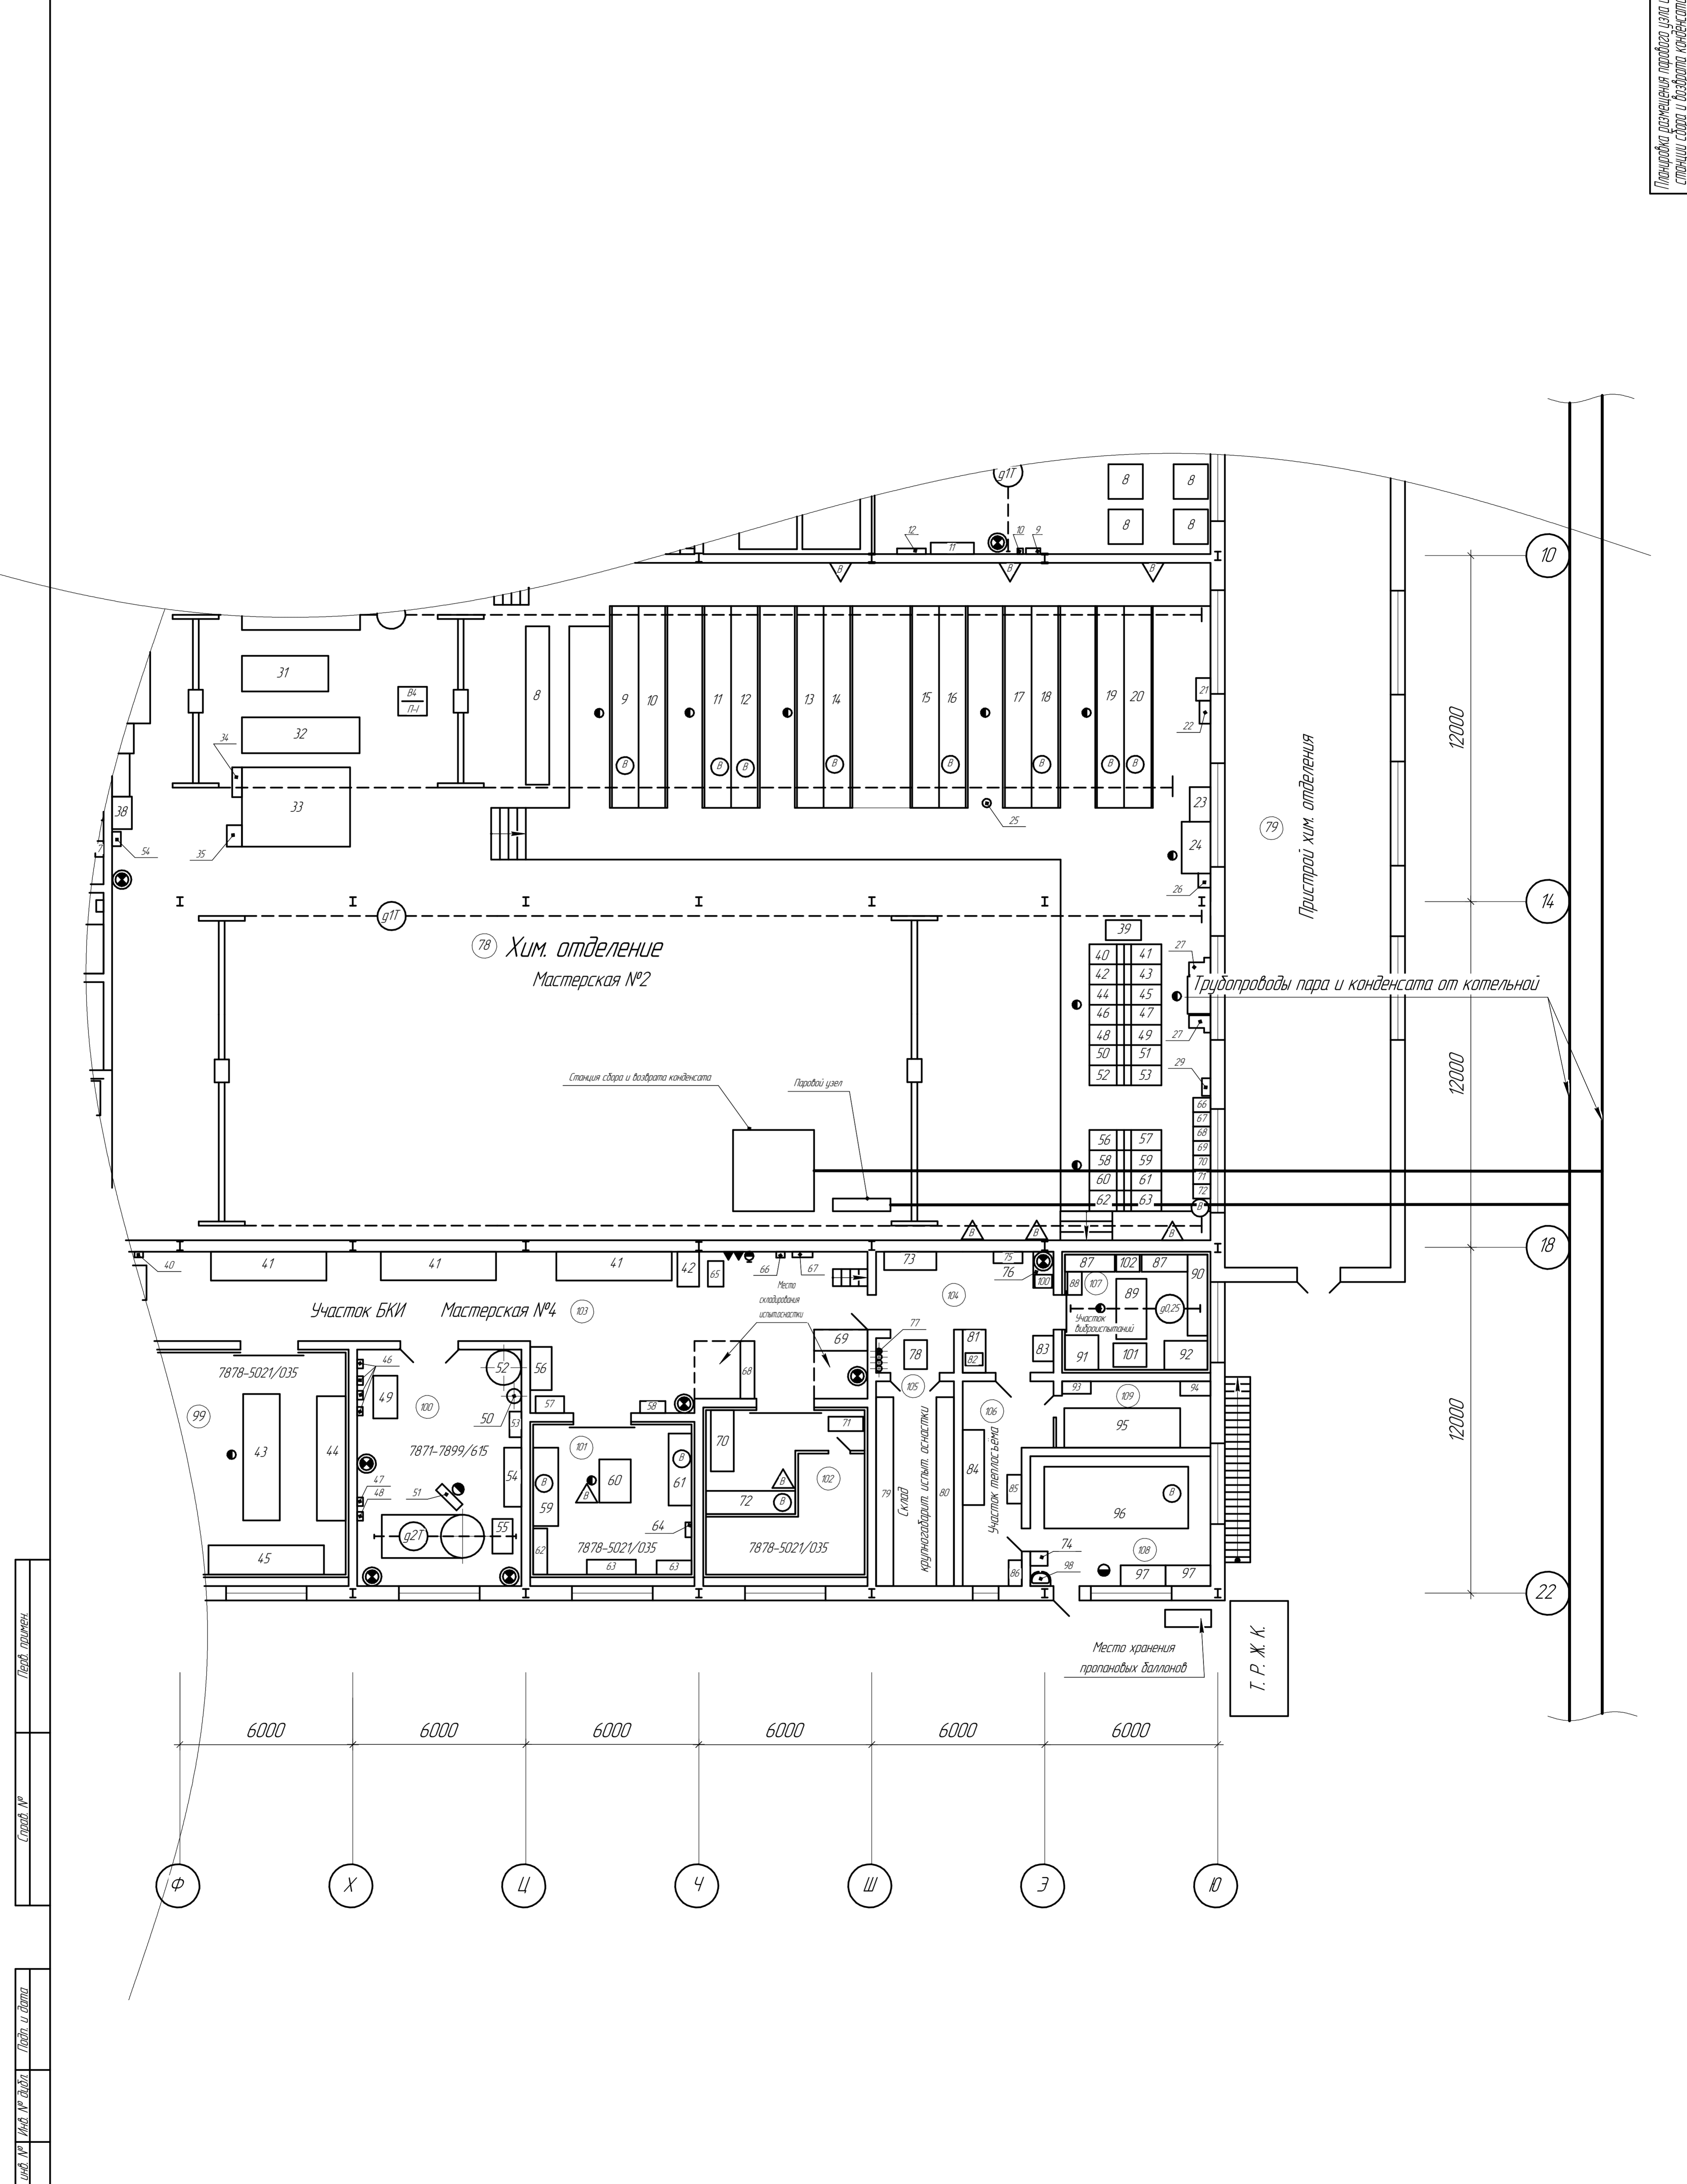 Планировка размещения парового узла и
станции сбора и возврата конденсата
g1Т
8
8
8
8
12
11
10
9
10
В
В
В
31
В4
П-I
32
34
33
35
38
54
7
8
9
10
11
12
13
14
15
16
17
18
19
20
В
В
В
В
В
В
В
В
21
22
23
24
25
26
12000
79
Пристрой хим. отделения
14
g1Т
78
Хим. отделение
Мастерская №2
39
40 41
42 43
44 45
46 47
48 49
50 51
52 53
27
27
29
Трубопроводы пара и конденсата от котельной
12000
Станция сбора и возврата конденсата
Паровой узел
56 57
58 59
60 61
62 63
66
67
68
69
70
71
72
В
В
В
В
18
40
41
41
41
42
65
66
67
73
75
76
100
87
102
87
90
88
107
89
g0,25
Участок
виброиспытаний
91
101
92
Участок БКИ
Мастерская №4
103
Место
складирования
испыт.оснастки
104
69
77
78
81
82
83
68
7878-5021/035
99
43
44
45
46
49
100
52
50
53
7871-7899/615
47
48
51
54
g2Т
55
56
57
58
101
В
59
60
В
61
В
62
64
7878-5021/035
63
63
70
71
102
72
В
В
7878-5021/035
105
79
Склад
крупногабарит. испыт. оснастки
80
106
84
Участок теплосъема
85
86
93
109
94
95
96
В
74
98
108
97
97
12000
22
Место хранения
пропановых баллонов
Т. Р. Ж. К.
6000
6000
6000
6000
6000
6000
Ф
Х
Ц
Ч
Ш
Э
Ю
Перв. примен.
Справ. №
Подп. и дата
Инв. № дубл.
инв. №